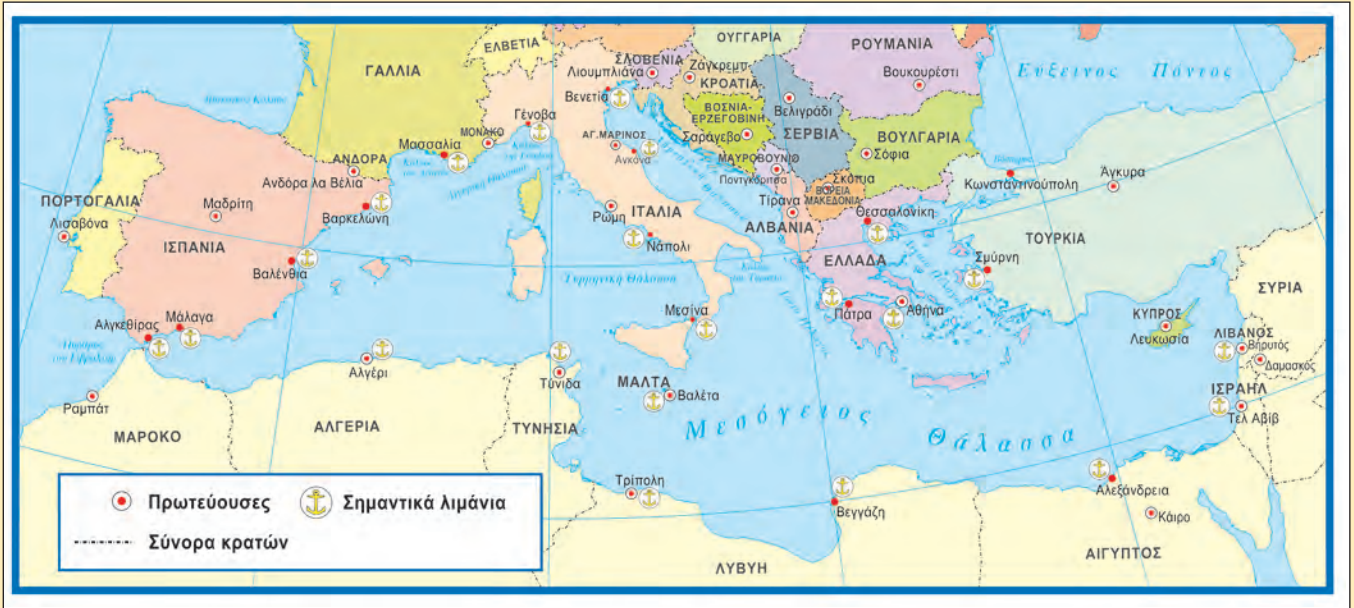 ΟΥΓΓΑΡΙΑ
ΡΟΥΜΑΝΙΑ
ΕΛΒΕΤΙΑ
ΣΛΟΒΕΝΙΑ
Ζάγκρεμπ
ΓΑΛΛΙΑ
Λιουμπλιάνα
ΚΡΟΑΤΙΑ
Βουκουρέστι
Εύξεινος Πόντος
Βενετία
Βελιγράδι
ΒΟΣΝΙΑ-
ΕΡΖΕΓΟΒΙΝΗ
Γένοβα
ΜΟΝΑΚΟ
ΑΓ.ΜΑΡΙΝΟΣ
Σαράγεβο
ΣΕΡΒΙΑ
ΒΟΥΛΓΑΡΙΑ
Μασσαλία
Ανκόνα
ΜΑΥΡΟΒΟΥΝΙΟ
Σόφια
ΑΝΔΟΡΑ
Ποντγκόριτσα
Σκόπια
Κωνσταντινούπολη
Άγκυρα
Ανδόρα λα Βέλια
ΒΟΡΕΙΑ
ΜΑΚΕΔΟΝΙΑ
ΠΟΡΤΟΓΑΛΙΑ
Μαδρίτη
Βαρκελώνη
Ρώμη
ΙΤΑΛΙΑ
Τίρανα
Θεσσαλονίκη
Λισαβόνα
ΑΛΒΑΝΙΑ
ΤΟΥΡΚΙΑ
ΙΣΠΑΝΙΑ
Νάπολι
ΕΛΛΑΔΑ
Σμύρνη
Βαλένθια
Τυρρηνική Θάλασσα
ΣΥΡΙΑ
Μάλαγα
Μεσίνα
Πάτρα
Αθήνα
ΚΥΠΡΟΣ
Αλγκεθίρας
Λευκωσία
ΛΙΒΑΝΟΣ
Βηρυτός
Δαμασκός
Αλγέρι
Τύνιδα
ΜΑΛΤΑ
Βαλέτα
ΙΣΡΑΗΛ
Ραμπάτ
Τελ Αβίβ
ΜΑΡΟΚΟ
ΑΛΓΕΡΙΑ
ΤΥΝΗΣΙΑ
Μεσόγειος Θάλασσα
Τρίπολη
Αλεξάνδρεια
Βεγγάζη
Κάιρο
ΛΥΒΥΗ
ΑΙΓΥΠΤΟΣ
Πρωτεύουσες
Σημαντικά λιμάνια
Σύνορα κρατών